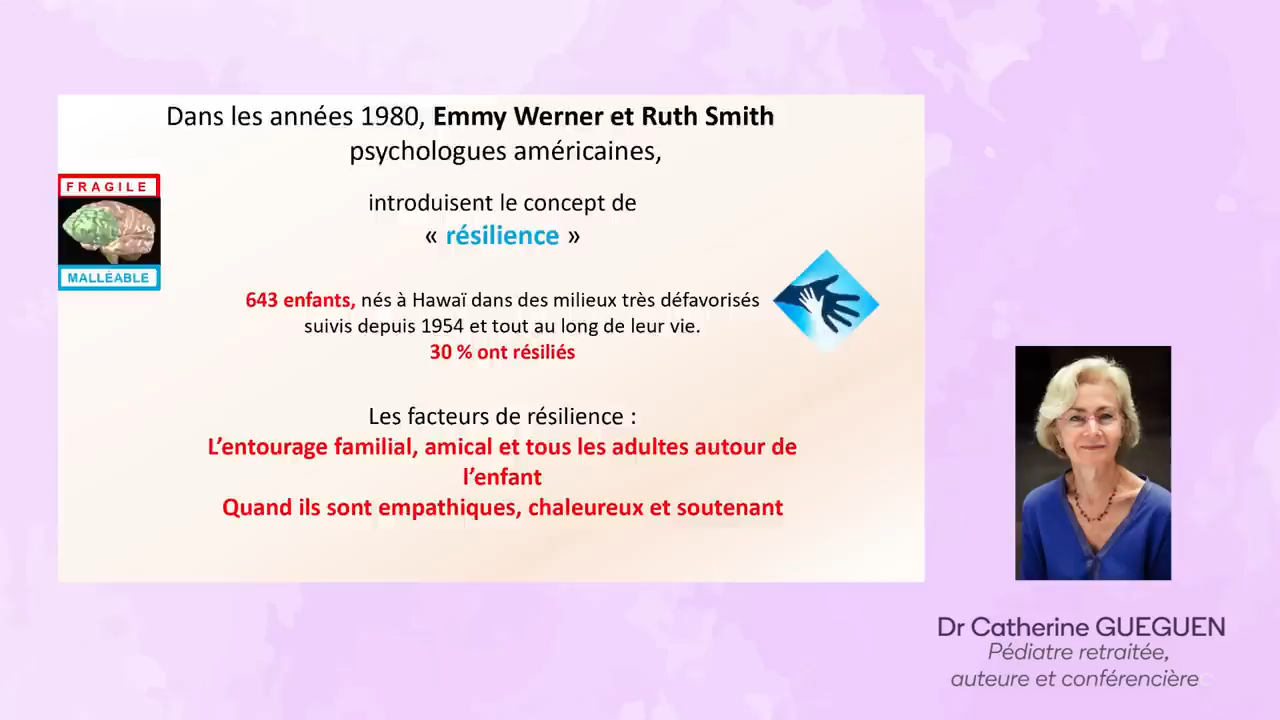 Dans les années 1980, Emmy Werner et Ruth Smith
psychologues américaines,
introduisent le concept de
« résilience »
FRAGILE
MALLÉABLE
643 enfants, nés à Hawaï dans des milieux très défavorisés
suivis depuis 1954 et tout au long de leur vie.
30 % ont résiliés
Les facteurs de résilience :
L’entourage familial, amical et tous les adultes autour de
l’enfant
Quand ils sont empathiques, chaleureux et soutenant
Dr Catherine GUEGUEN
Pédiatre retraitée,
auteure et conférencière